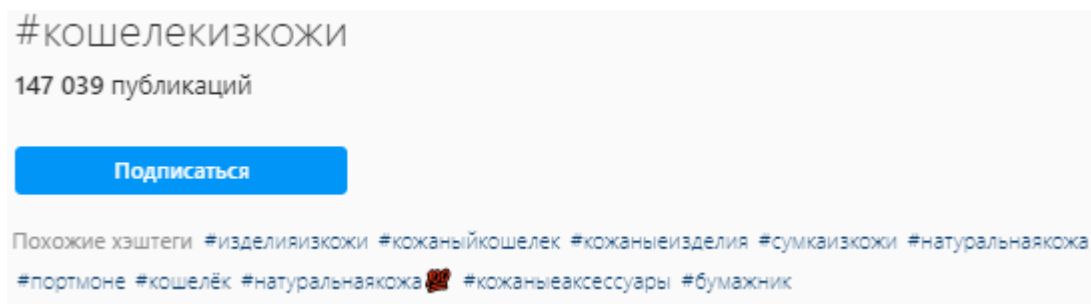 #кошелекизкожи
147 039 публикаций
Подписаться
Похожие хэштеги #изделияизкожи #кожаныйкошелек #кожаныеизделия #сумкаизкожи #натуральнаякожа
#портмоне #кошелёк #натуральнаякожа💯 #кожаныеаксессуары #бумажник